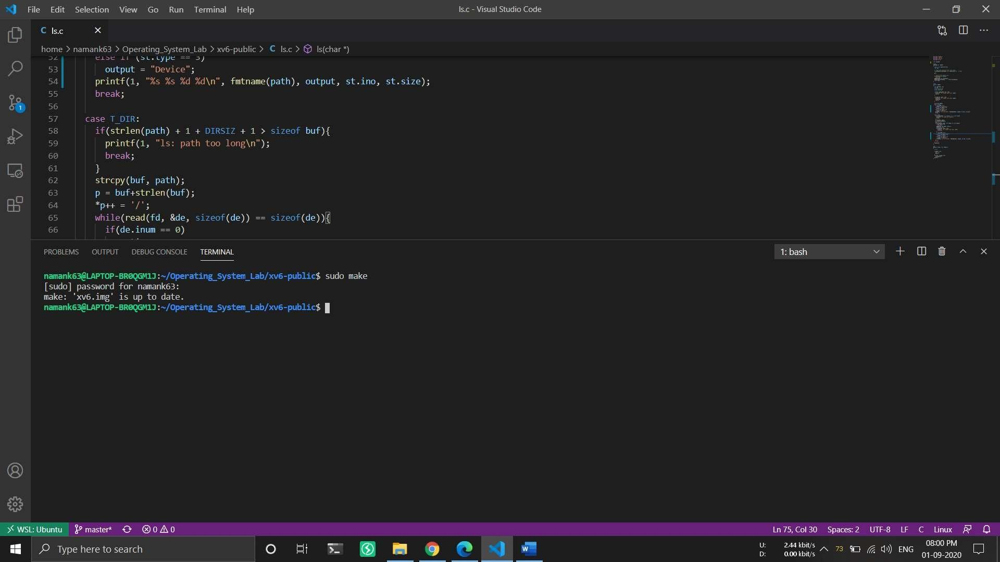 File Edit Selection View Go Run Terminal Help
ls.c - Visual Studio Code
C ls.c
home > namank63 > Operating_System_Lab > xv6-public > C ls.c > ls(char *)
52 else if (st.type == 3)
53 output = "Device";
54 printf(1, "%s %s %d %d\n", fmtname(path), output, st.ino, st.size);
55 break;
56
57 case T_DIR:
58 if(strlen(path) + 1 + DIRSIZ + 1 > sizeof buf){
59 printf(1, "ls: path too long\n");
60 break;
61 }
62 strcpy(buf, path);
63 p = buf+strlen(buf);
64 *p++ = '/';
65 while(read(fd, &de, sizeof(de)) == sizeof(de)){
66 if(de.inum == 0)
1
PROBLEMS OUTPUT DEBUG CONSOLE TERMINAL
1: bash
namank63@LAPTOP-BR0QGM1J:~/Operating_System_Lab/xv6-public$ sudo make
[sudo] password for namank63:
make: 'xv6.img' is up to date.
namank63@LAPTOP-BR0QGM1J:~/Operating_System_Lab/xv6-public$
WSL: Ubuntu master* 0 0
Ln 75, Col 30 Spaces: 2 UTF-8 LF C Linux
Type here to search
U: 2.44 kbit/s
D: 0.00 kbit/s
73
ENG
08:00 PM
01-09-2020